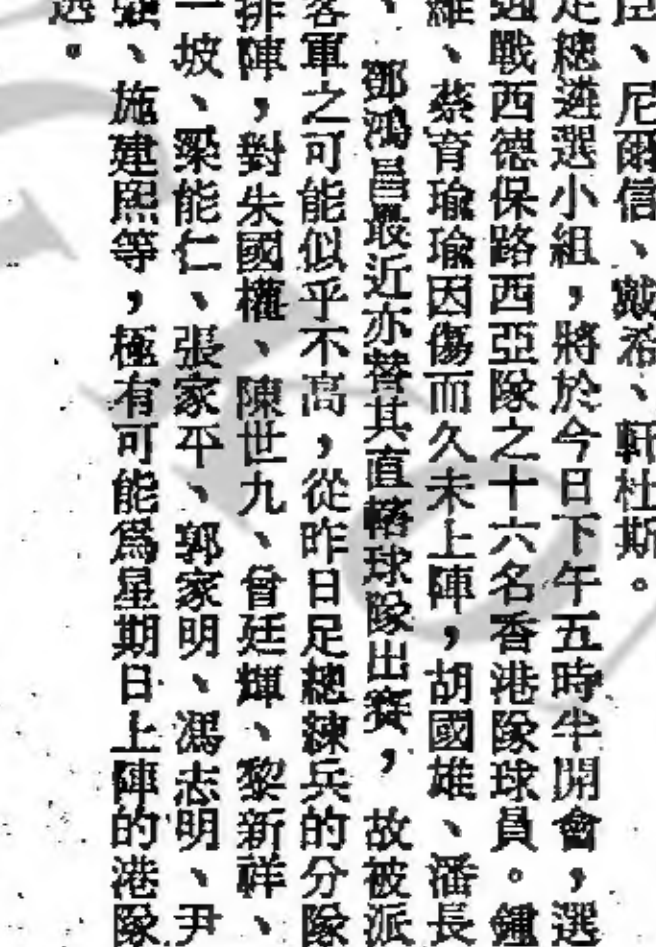 臣、尼爾信、戴希、軒杜斯。
足總遴選小組,將於今日下午五時半開會,選
遇戰西德保路西亞隊之十六名香港隊球員。鍾
維、蔡育瑜瑜因傷而久未上陣,胡國雄、潘長
、鄧鴻昌最近亦替其直轄球隊出賽,故被派
客軍之可能似乎不高,從昨日足總練兵的分隊
排陣,對朱國權、陳世九、曾廷輝、黎新祥、
一坡、梁能仁、張家平、郭家明、馮志明、尹
強、施建熙等,極有可能爲星期日上陣的港隊
選。